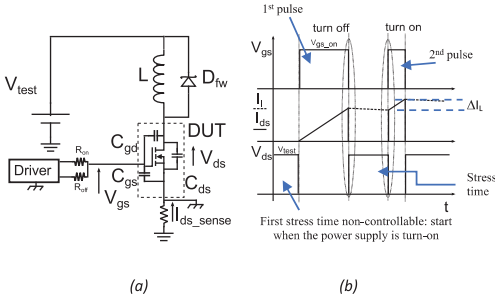 V_test
L
D_fw
DUT
C_gd
V_ds
Driver
R_on
R_off
C_gs
V_gs
C_ds
I_ds_sense
(a)
1st pulse
turn off
turn on
V_gs
V_gs_on
2nd pulse
I_l
I_ds
ΔI_L
V_ds
V_test
Stress
time
t
First stress time non-controllable: start
when the power supply is turn-on
(b)